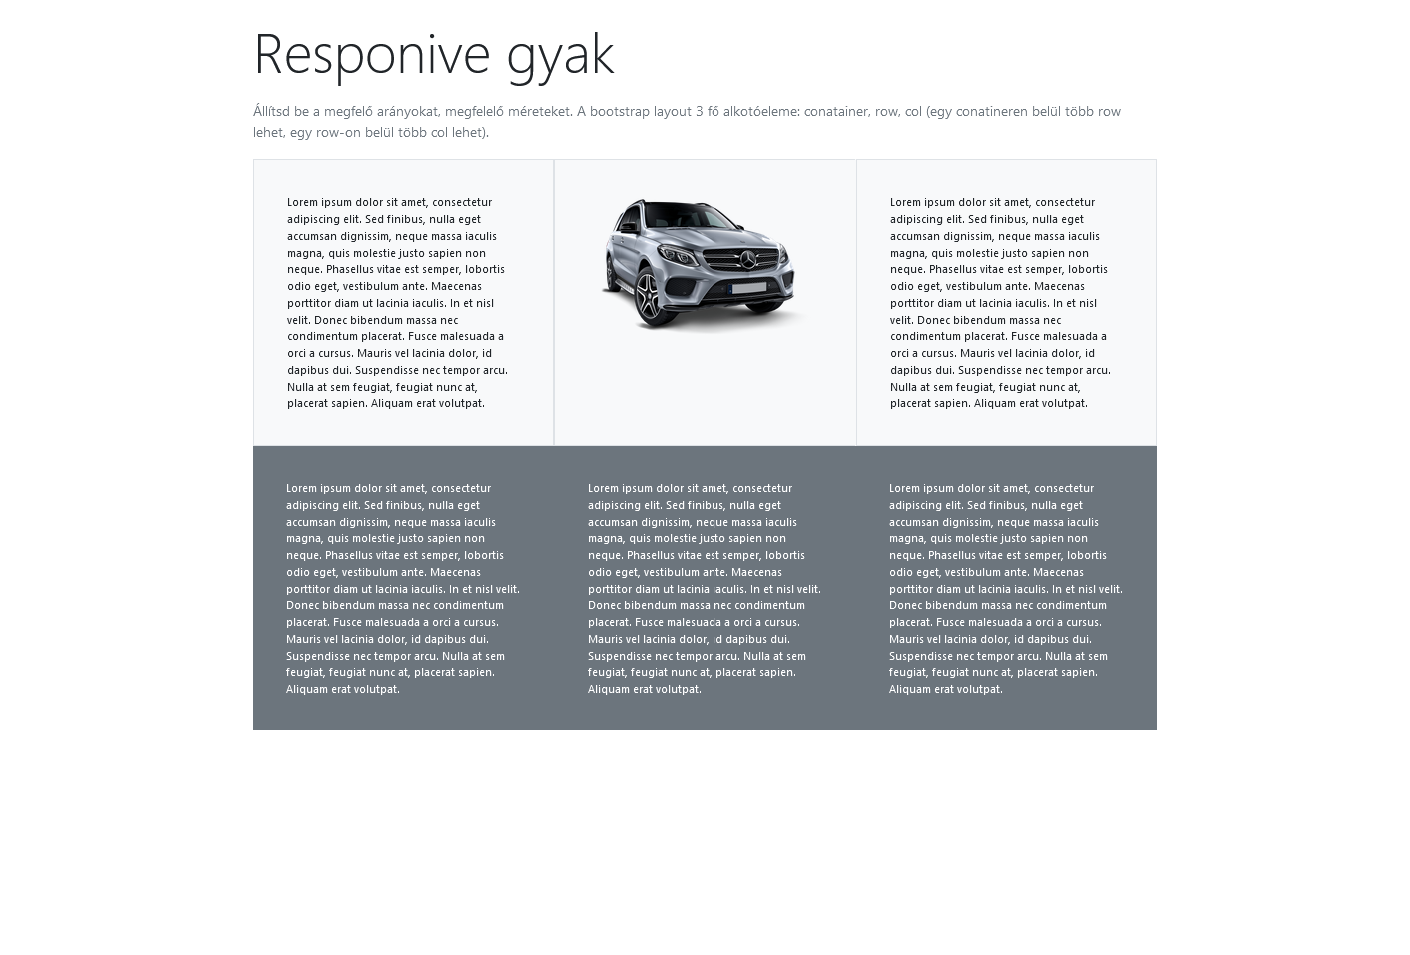 Responive gyak
Állítsd be a megfelő arányokat, megfelelő méreteket. A bootstrap layout 3 fő alkotóeleme: conatainer, row, col (egy conatineren belül több row
lehet, egy row-on belül több col lehet).
Lorem ipsum dolor sit amet, consectetur
adipiscing elit. Sed finibus, nulla eget
accumsan dignissim, neque massa iaculis
magna, quis molestie justo sapien non
neque. Phasellus vitae est semper, lobortis
odio eget, vestibulum ante. Maecenas
porttitor diam ut lacinia iaculis. In et nisl
velit. Donec bibendum massa nec
condimentum placerat. Fusce malesuada a
orci a cursus. Mauris vel lacinia dolor, id
dapibus dui. Suspendisse nec tempor arcu.
Nulla at sem feugiat, feugiat nunc at,
placerat sapien. Aliquam erat volutpat.
Lorem ipsum dolor sit amet, consectetur
adipiscing elit. Sed finibus, nulla eget
accumsan dignissim, neque massa iaculis
magna, quis molestie justo sapien non
neque. Phasellus vitae est semper, lobortis
odio eget, vestibulum ante. Maecenas
porttitor diam ut lacinia iaculis. In et nisl
velit. Donec bibendum massa nec
condimentum placerat. Fusce malesuada a
orci a cursus. Mauris vel lacinia dolor, id
dapibus dui. Suspendisse nec tempor arcu.
Nulla at sem feugiat, feugiat nunc at,
placerat sapien. Aliquam erat volutpat.
Lorem ipsum dolor sit amet, consectetur
adipiscing elit. Sed finibus, nulla eget
accumsan dignissim, neque massa iaculis
magna, quis molestie justo sapien non
neque. Phasellus vitae est semper, lobortis
odio eget, vestibulum ante. Maecenas
porttitor diam ut lacinia iaculis. In et nisl velit.
Donec bibendum massa nec condimentum
placerat. Fusce malesuada a orci a cursus.
Mauris vel lacinia dolor, id dapibus dui.
Suspendisse nec tempor arcu. Nulla at sem
feugiat, feugiat nunc at, placerat sapien.
Aliquam erat volutpat.
Lorem ipsum dolor sit amet, consectetur
adipiscing elit. Sed finibus, nulla eget
accumsan dignissim, neque massa iaculis
magna, quis molestie justo sapien non
neque. Phasellus vitae est semper, lobortis
odio eget, vestibulum ante. Maecenas
porttitor diam ut lacinia iaculis. In et nisl velit.
Donec bibendum massa nec condimentum
placerat. Fusce malesuada a orci a cursus.
Mauris vel lacinia dolor, id dapibus dui.
Suspendisse nec tempor arcu. Nulla at sem
feugiat, feugiat nunc at, placerat sapien.
Aliquam erat volutpat.
Lorem ipsum dolor sit amet, consectetur
adipiscing elit. Sed finibus, nulla eget
accumsan dignissim, neque massa iaculis
magna, quis molestie justo sapien non
neque. Phasellus vitae est semper, lobortis
odio eget, vestibulum ante. Maecenas
porttitor diam ut lacinia iaculis. In et nisl velit.
Donec bibendum massa nec condimentum
placerat. Fusce malesuada a orci a cursus.
Mauris vel lacinia dolor, id dapibus dui.
Suspendisse nec tempor arcu. Nulla at sem
feugiat, feugiat nunc at, placerat sapien.
Aliquam erat volutpat.